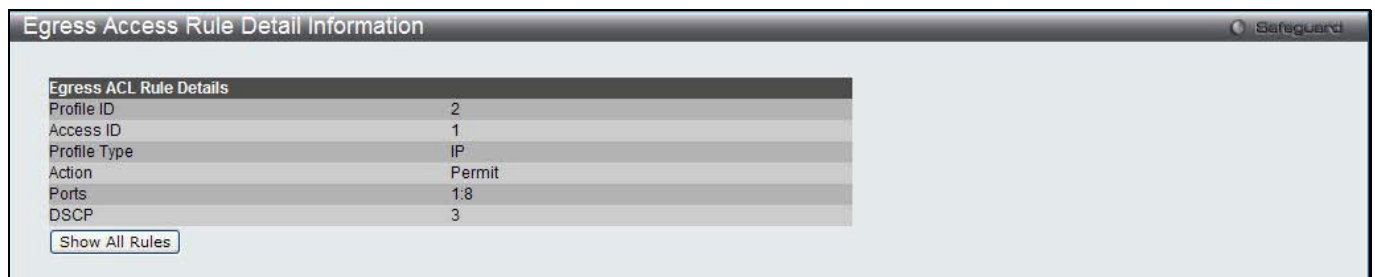 Egress Access Rule Detail Information
Safeguard
Egress ACL Rule Details
Profile ID 2
Access ID 1
Profile Type IP
Action Permit
Ports 1:8
DSCP 3
Show All Rules